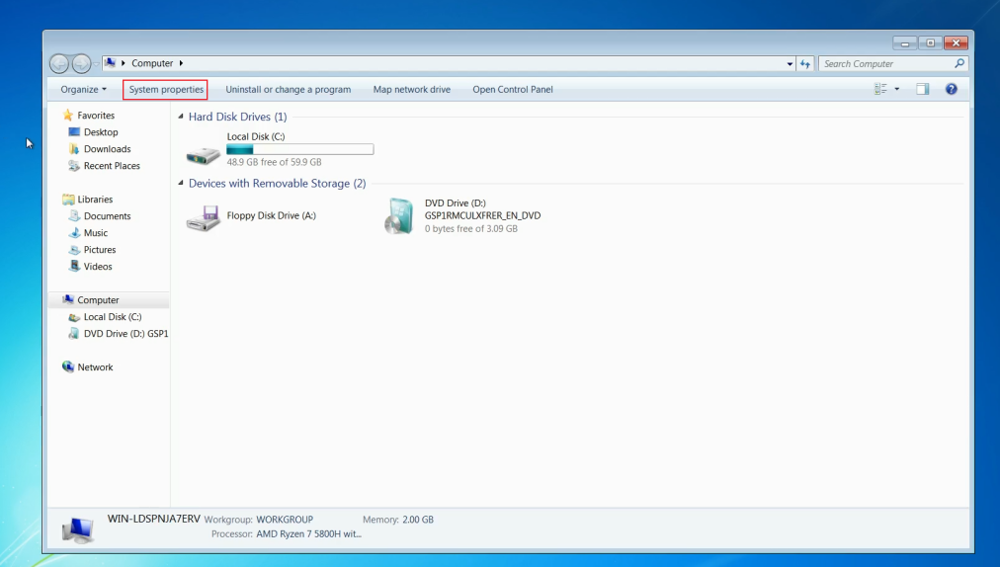 Computer
Search Computer
Organize
System properties
Uninstall or change a program
Map network drive
Open Control Panel
Favorites
Desktop
Downloads
Recent Places
Libraries
Documents
Music
Pictures
Videos
Computer
Local Disk (C:)
DVD Drive (D:) GSP1
Network
Hard Disk Drives (1)
Local Disk (C:)
48.9 GB free of 59.9 GB
Devices with Removable Storage (2)
Floppy Disk Drive (A:)
DVD Drive (D:)
GSP1RMCULXFRER_EN_DVD
0 bytes free of 3.09 GB
WIN-LDSPNJA7ERV Workgroup: WORKGROUP Memory: 2.00 GB
Processor: AMD Ryzen 7 5800H wit...